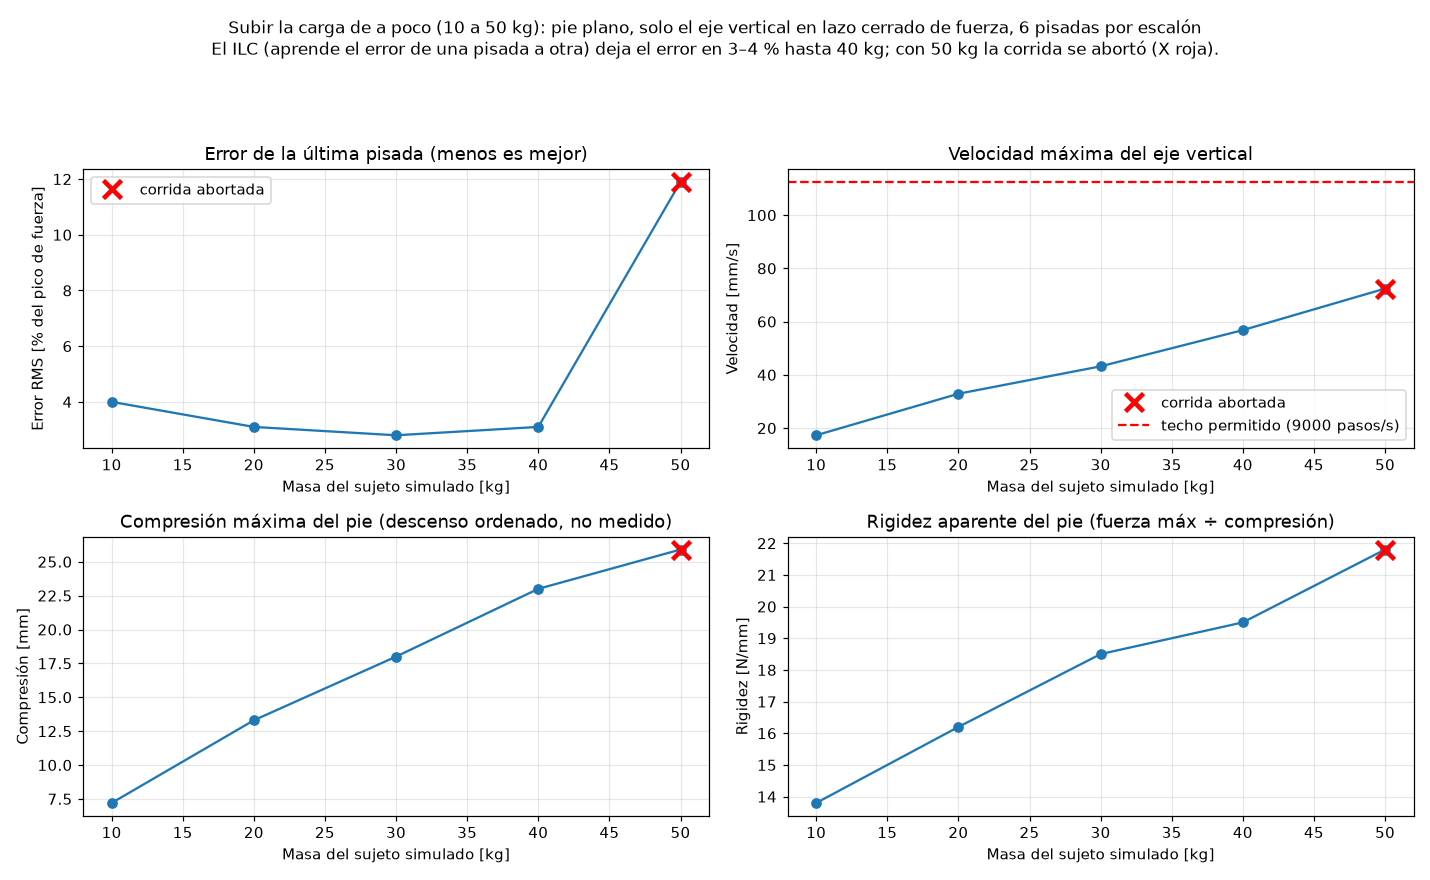 Subir la carga de a poco (10 a 50 kg): pie plano, solo el eje vertical en lazo cerrado de fuerza, 6 pisadas por escalón
El ILC (aprende el error de una pisada a otra) deja el error en 3–4 % hasta 40 kg; con 50 kg la corrida se abortó (X roja).
Error de la última pisada (menos es mejor)
Error RMS [% del pico de fuerza]
12
10
8
6
4
corrida abortada
10 15 20 25 30 35 40 45 50
Masa del sujeto simulado [kg]
Velocidad máxima del eje vertical
Velocidad [mm/s]
100
80
60
40
20
corrida abortada
techo permitido (9000 pasos/s)
10 15 20 25 30 35 40 45 50
Masa del sujeto simulado [kg]
Compresión máxima del pie (descenso ordenado, no medido)
Compresión [mm]
25.0
22.5
20.0
17.5
15.0
12.5
10.0
7.5
10 15 20 25 30 35 40 45 50
Masa del sujeto simulado [kg]
Rigidez aparente del pie (fuerza máx ÷ compresión)
Rigidez [N/mm]
22
21
20
19
18
17
16
15
14
10 15 20 25 30 35 40 45 50
Masa del sujeto simulado [kg]